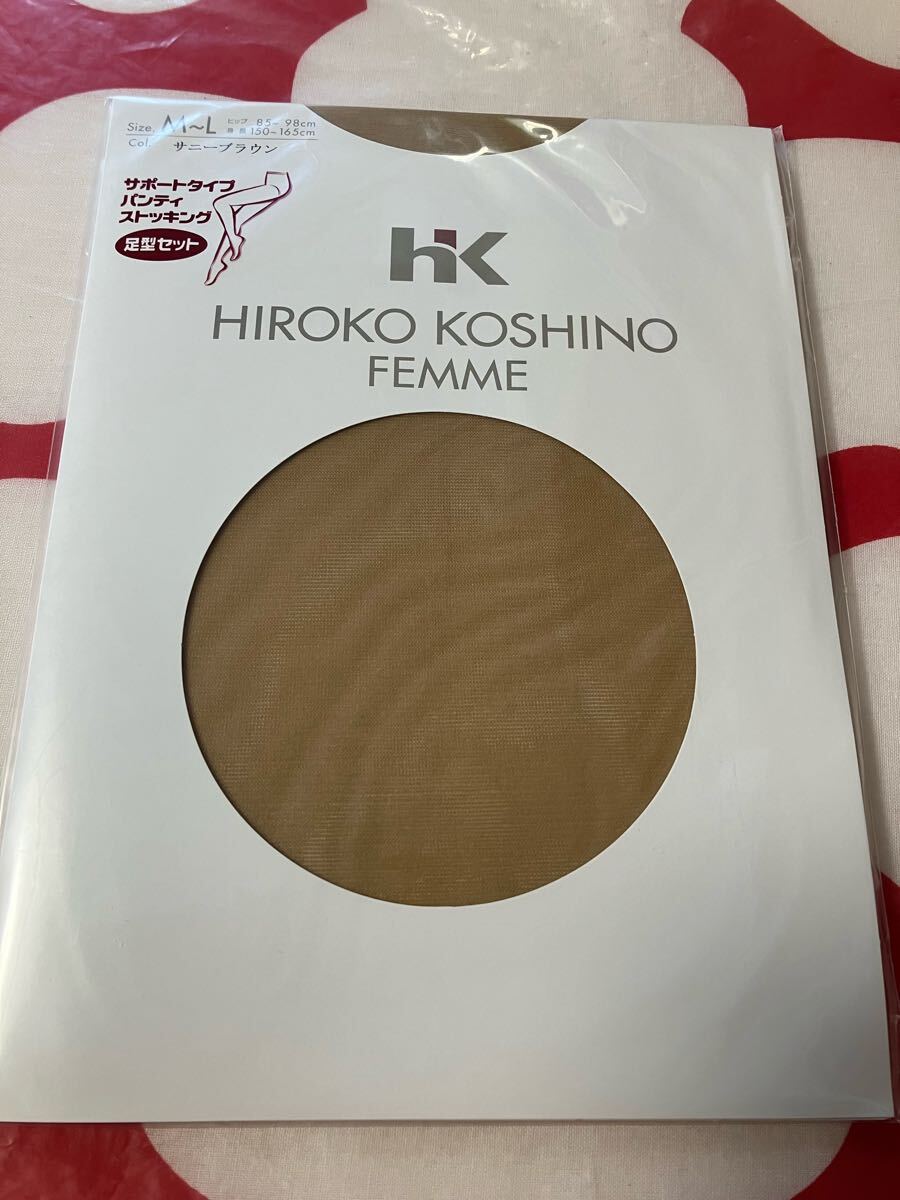 Size. M~L ヒップ 85~98cm
身長 150~165cm
Col. サニーブラウン
サポートタイプ
パンティ
ストッキング
足型セット
HK
HIROKO KOSHINO
FEMME